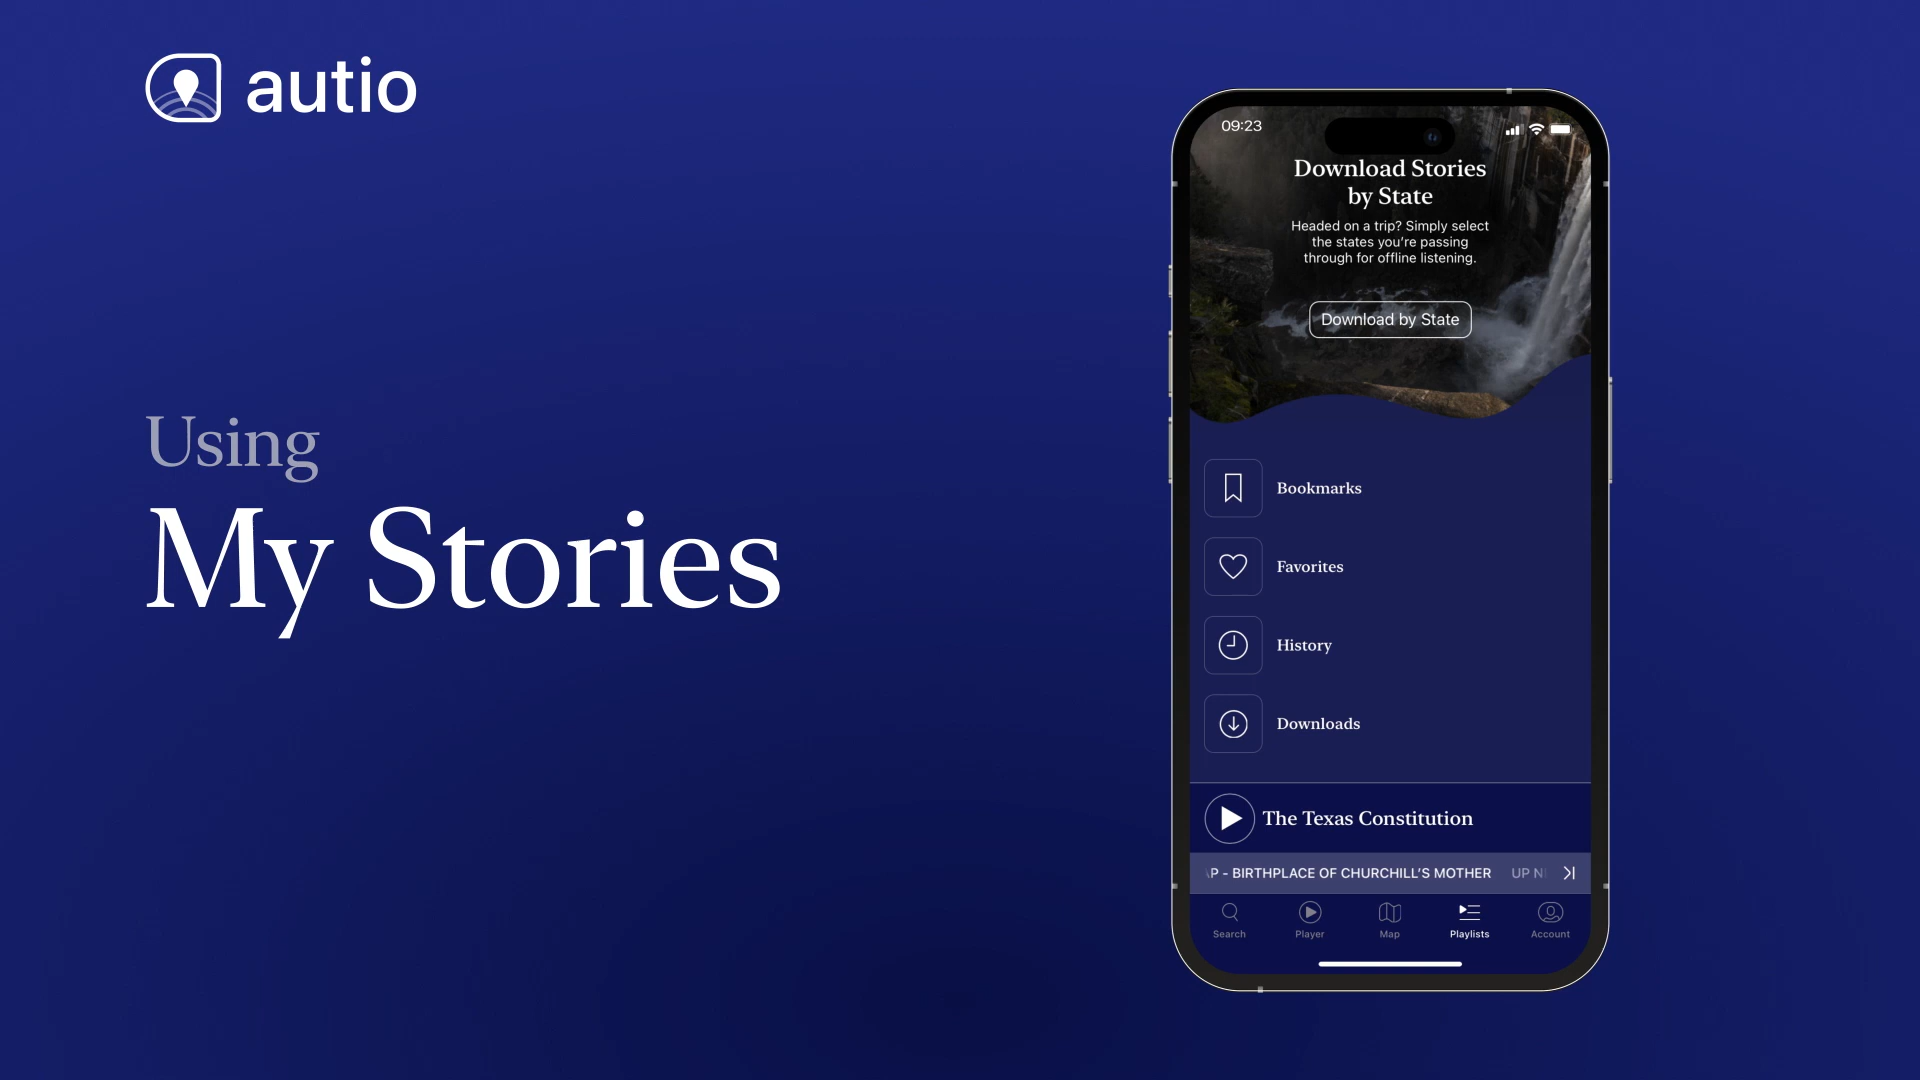 autio
Using
My Stories
09:23
Download Stories
by State
Headed on a trip? Simply select
the states you’re passing
through for offline listening.
Download by State
Bookmarks
Favorites
History
Downloads
The Texas Constitution
P - BIRTHPLACE OF CHURCHILL’S MOTHER UP N
Search Player Map Playlists Account